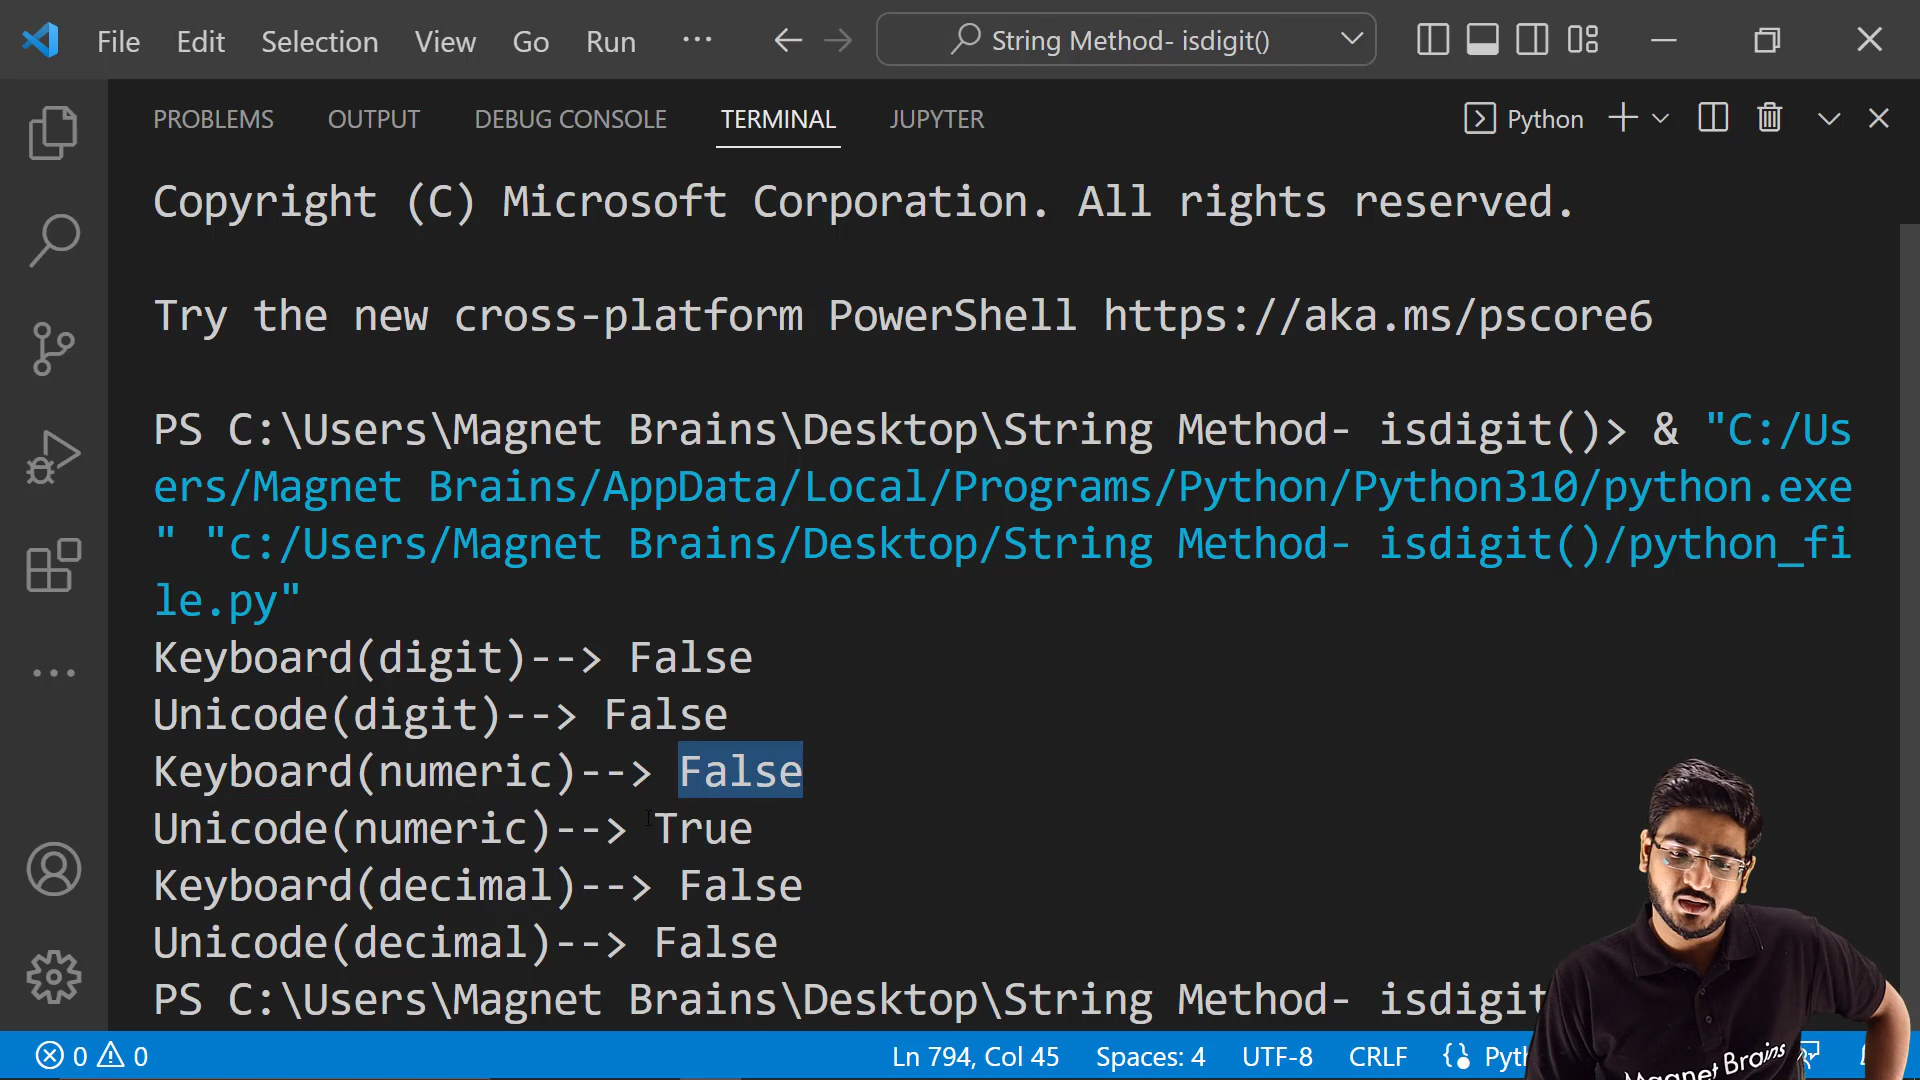 File Edit Selection View Go Run ··· String Method- isdigit()
PROBLEMS OUTPUT DEBUG CONSOLE TERMINAL JUPYTER Python
Copyright (C) Microsoft Corporation. All rights reserved.
Try the new cross-platform PowerShell https://aka.ms/pscore6
PS C:\Users\Magnet Brains\Desktop\String Method- isdigit()> & "C:/Us
ers/Magnet Brains/AppData/Local/Programs/Python/Python310/python.exe
" "c:/Users/Magnet Brains/Desktop/String Method- isdigit()/python_fi
le.py"
Keyboard(digit)--> False
Unicode(digit)--> False
Keyboard(numeric)--> False
Unicode(numeric)--> True
Keyboard(decimal)--> False
Unicode(decimal)--> False
PS C:\Users\Magnet Brains\Desktop\String Method- isdigit
0 0 Ln 794, Col 45 Spaces: 4 UTF-8 CRLF Pyth
Magnet Brains